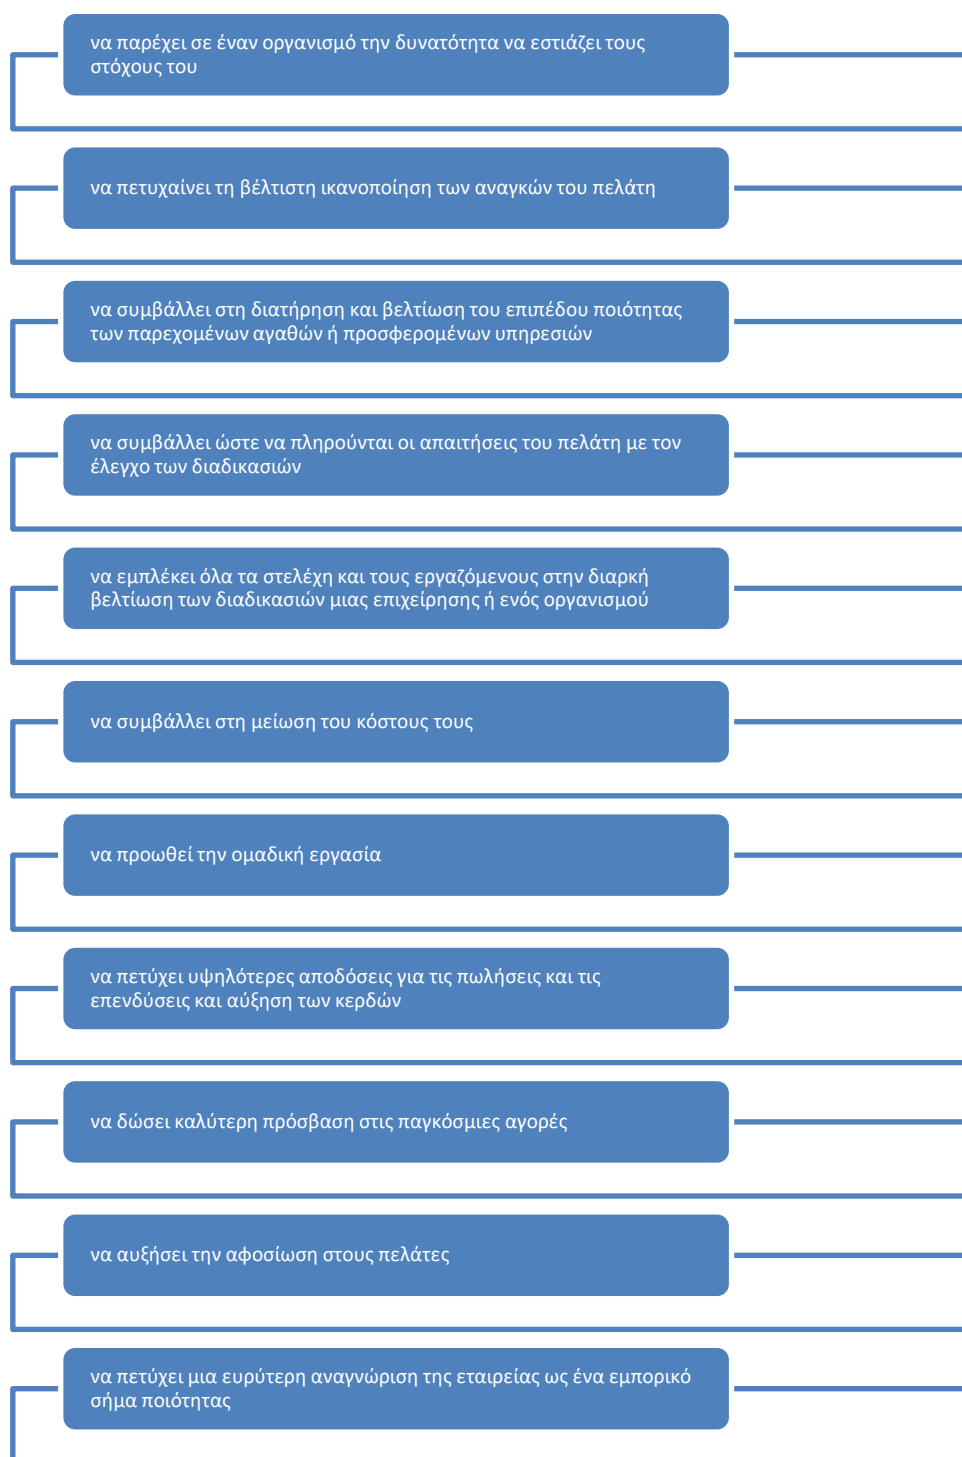 να παρέχει σε έναν οργανισμό την δυνατότητα να εστιάζει τους
στόχους του
να πετυχαίνει τη βέλτιστη ικανοποίηση των αναγκών του πελάτη
να συμβάλλει στη διατήρηση και βελτίωση του επιπέδου ποιότητας
των παρεχομένων αγαθών ή προσφερομένων υπηρεσιών
να συμβάλλει ώστε να πληρούνται οι απαιτήσεις του πελάτη με τον
έλεγχο των διαδικασιών
να εμπλέκει όλα τα στελέχη και τους εργαζόμενους στην διαρκή
βελτίωση των διαδικασιών μιας επιχείρησης ή ενός οργανισμού
να συμβάλλει στη μείωση του κόστους τους
να προωθεί την ομαδική εργασία
να πετύχει υψηλότερες αποδόσεις για τις πωλήσεις και τις
επενδύσεις και αύξηση των κερδών
να δώσει καλύτερη πρόσβαση στις παγκόσμιες αγορές
να αυξήσει την αφοσίωση στους πελάτες
να πετύχει μια ευρύτερη αναγνώριση της εταιρείας ως ένα εμπορικό
σήμα ποιότητας